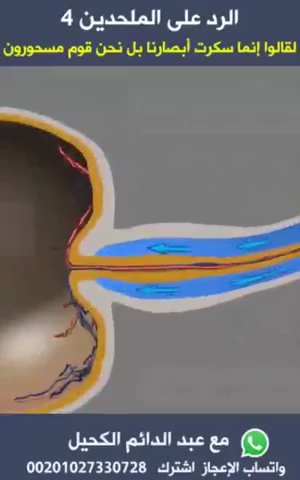 الرد على الملحدين 4
لقالوا إنما سكرت أبصارنا بل نحن قوم مسحورون
مع عبد الدائم الكحيل
واتساب الإعجاز اشترك 00201027330728